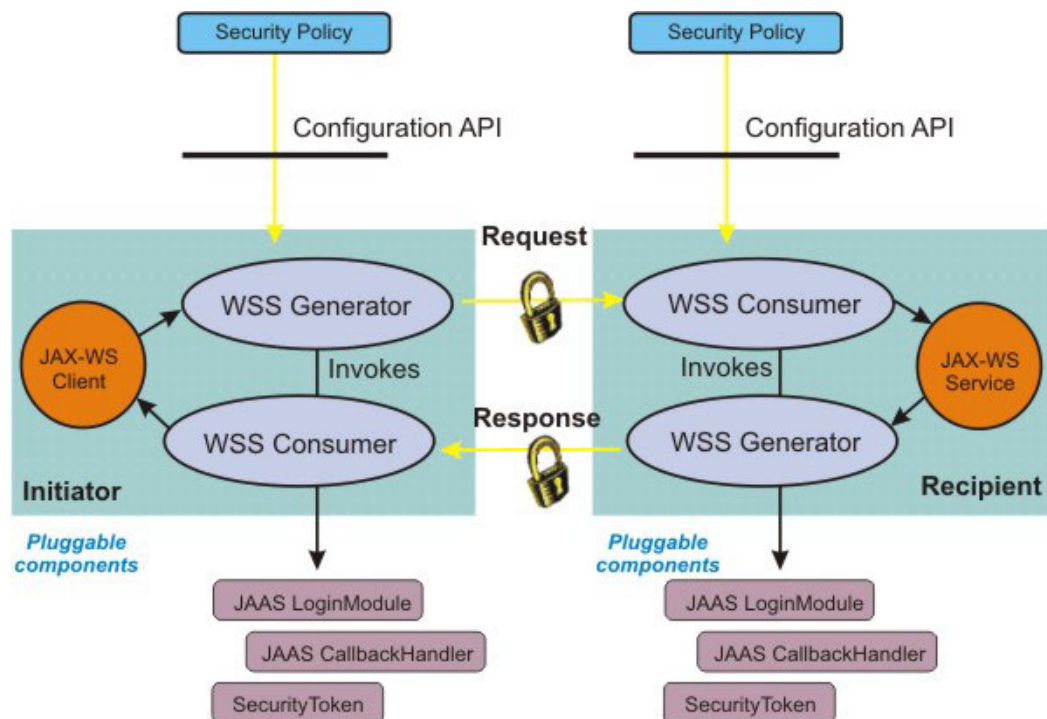 Security Policy
Security Policy
Configuration API
Configuration API
Request
WSS Generator
WSS Consumer
JAX-WS
Client
Invokes
Invokes
JAX-WS
Service
Response
WSS Consumer
WSS Generator
Initiator
Recipient
Pluggable
components
Pluggable
components
JAAS LoginModule
JAAS LoginModule
JAAS CallbackHandler
JAAS CallbackHandler
SecurityToken
SecurityToken